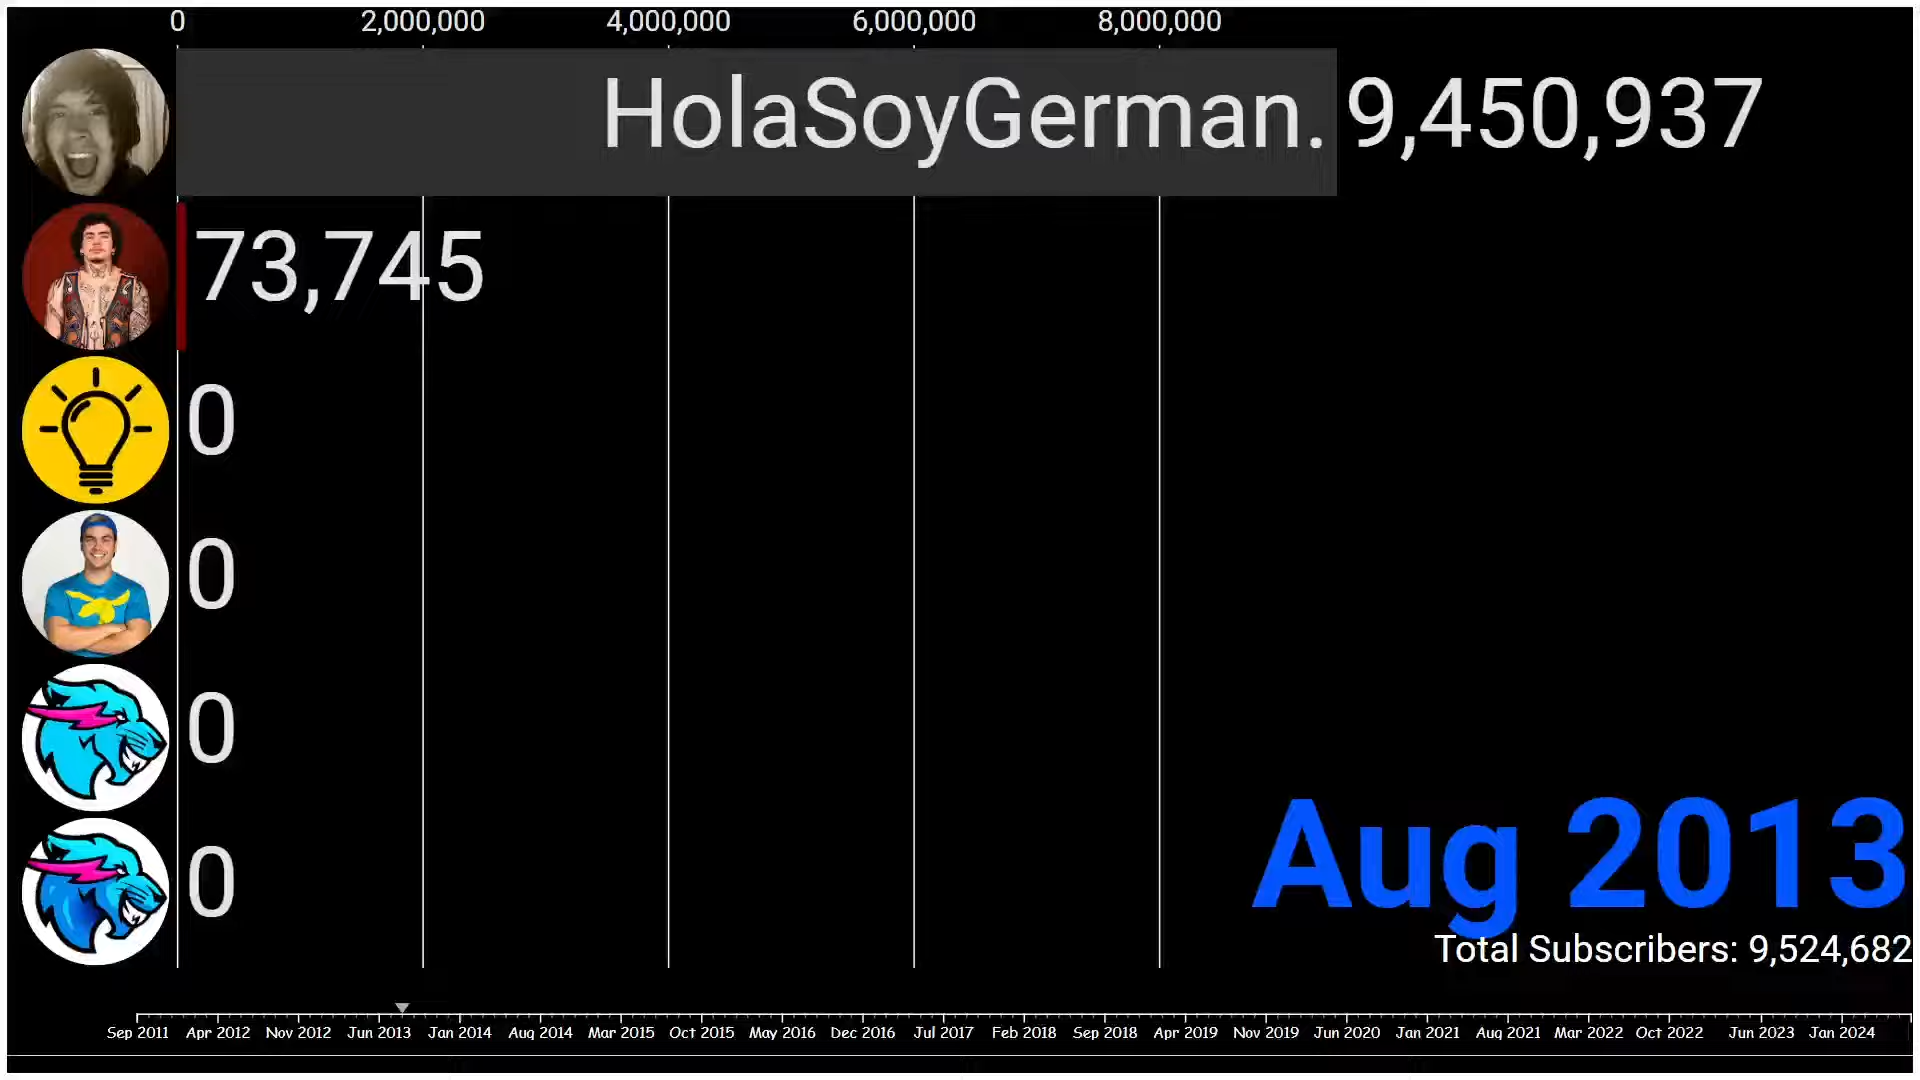 0 2,000,000 4,000,000 6,000,000 8,000,000
HolaSoyGerman. 9,450,937
73,745
0
0
0
0
Aug 2013
Total Subscribers: 9,524,682
Sep 2011 Apr 2012 Nov 2012 Jun 2013 Jan 2014 Aug 2014 Mar 2015 Oct 2015 May 2016 Dec 2016 Jul 2017 Feb 2018 Sep 2018 Apr 2019 Nov 2019 Jun 2020 Jan 2021 Aug 2021 Mar 2022 Oct 2022 Jun 2023 Jan 2024